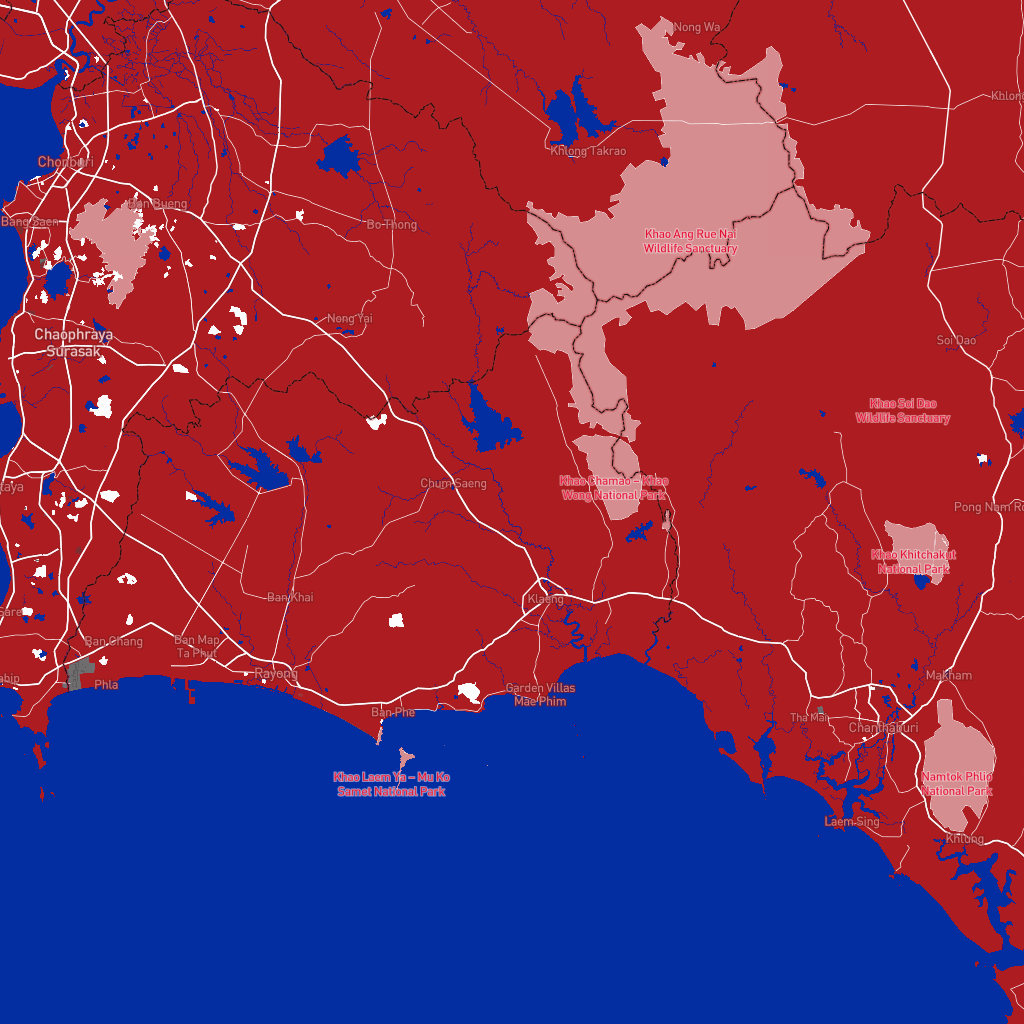 Nong Wa
Khlong
Khlong Takrao
Chonburi
Ban Bueng
Bang Saen
Bo Thong
Khao Ang Rue Nai
Wildlife Sanctuary
Nong Yai
Chaophraya
Surasak
Soi Dao
Khao Soi Dao
Wildlife Sanctuary
Chum Saeng
Khao Chamao – Khao
Wong National Park
taya
Pong Nam Ro
Khao Khitchakut
National Park
Ban Khai
Klaeng
Sare
Ban Chang
Ban Map
Ta Phut
Rayong
Phla
Garden Villas
Mae Phim
Makham
Ban Phe
Tha Mai
Chanthaburi
Khao Laem Ya – Mu Ko
Samet National Park
Namtok Phlio
National Park
Laem Sing
Khlung